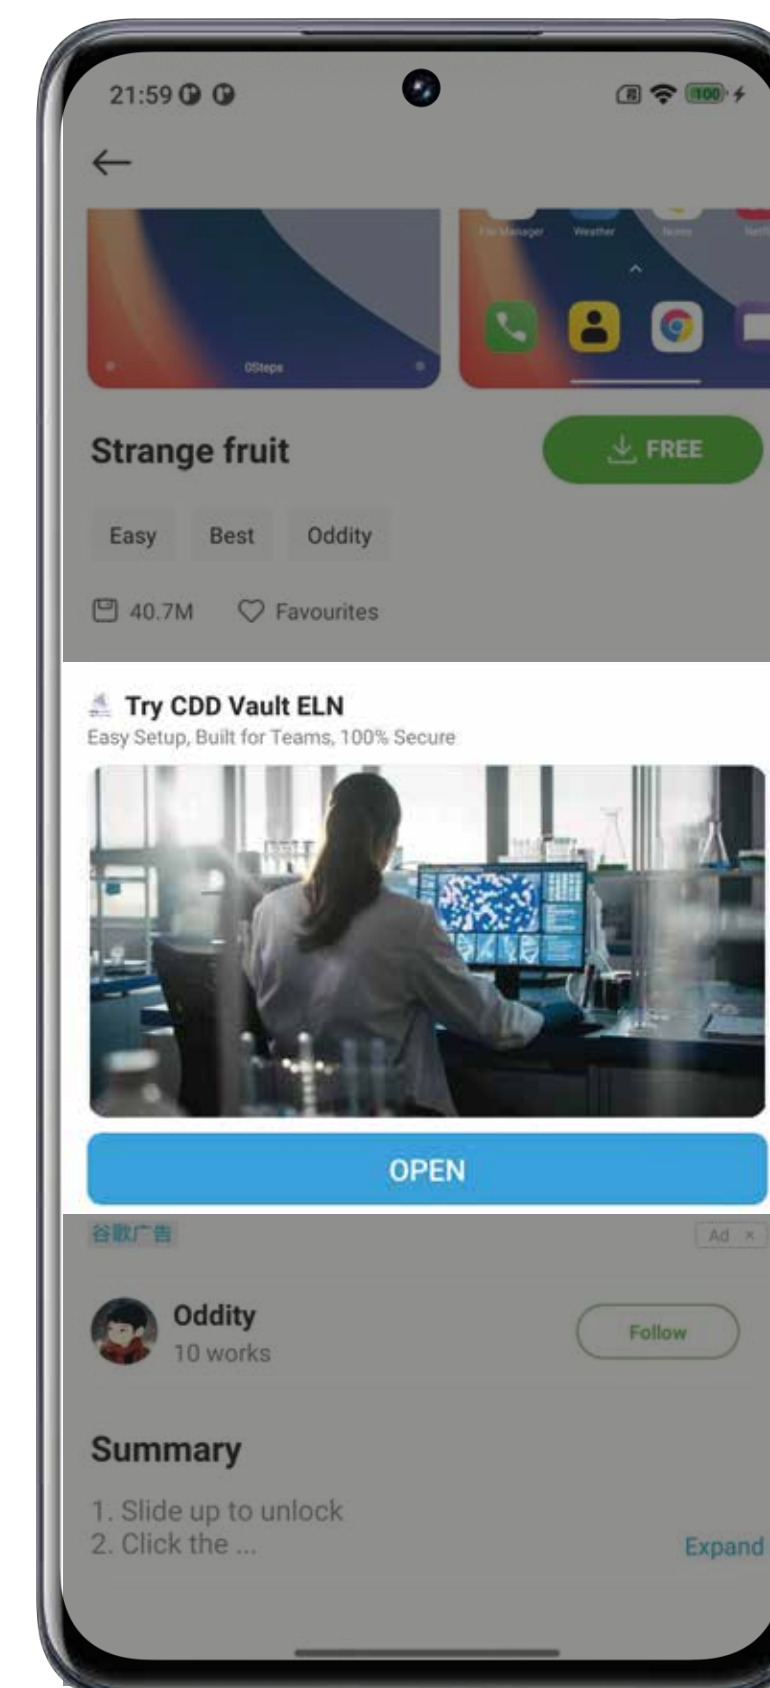 21:59
100
File Manager Weather Notes
0Steps
Strange fruit
FREE
Easy Best Oddity
40.7M Favourites
Try CDD Vault ELN
Easy Setup, Built for Teams, 100% Secure
OPEN
谷歌广告
Ad ×
Oddity
10 works
Follow
Summary
1. Slide up to unlock
2. Click the ...
Expand